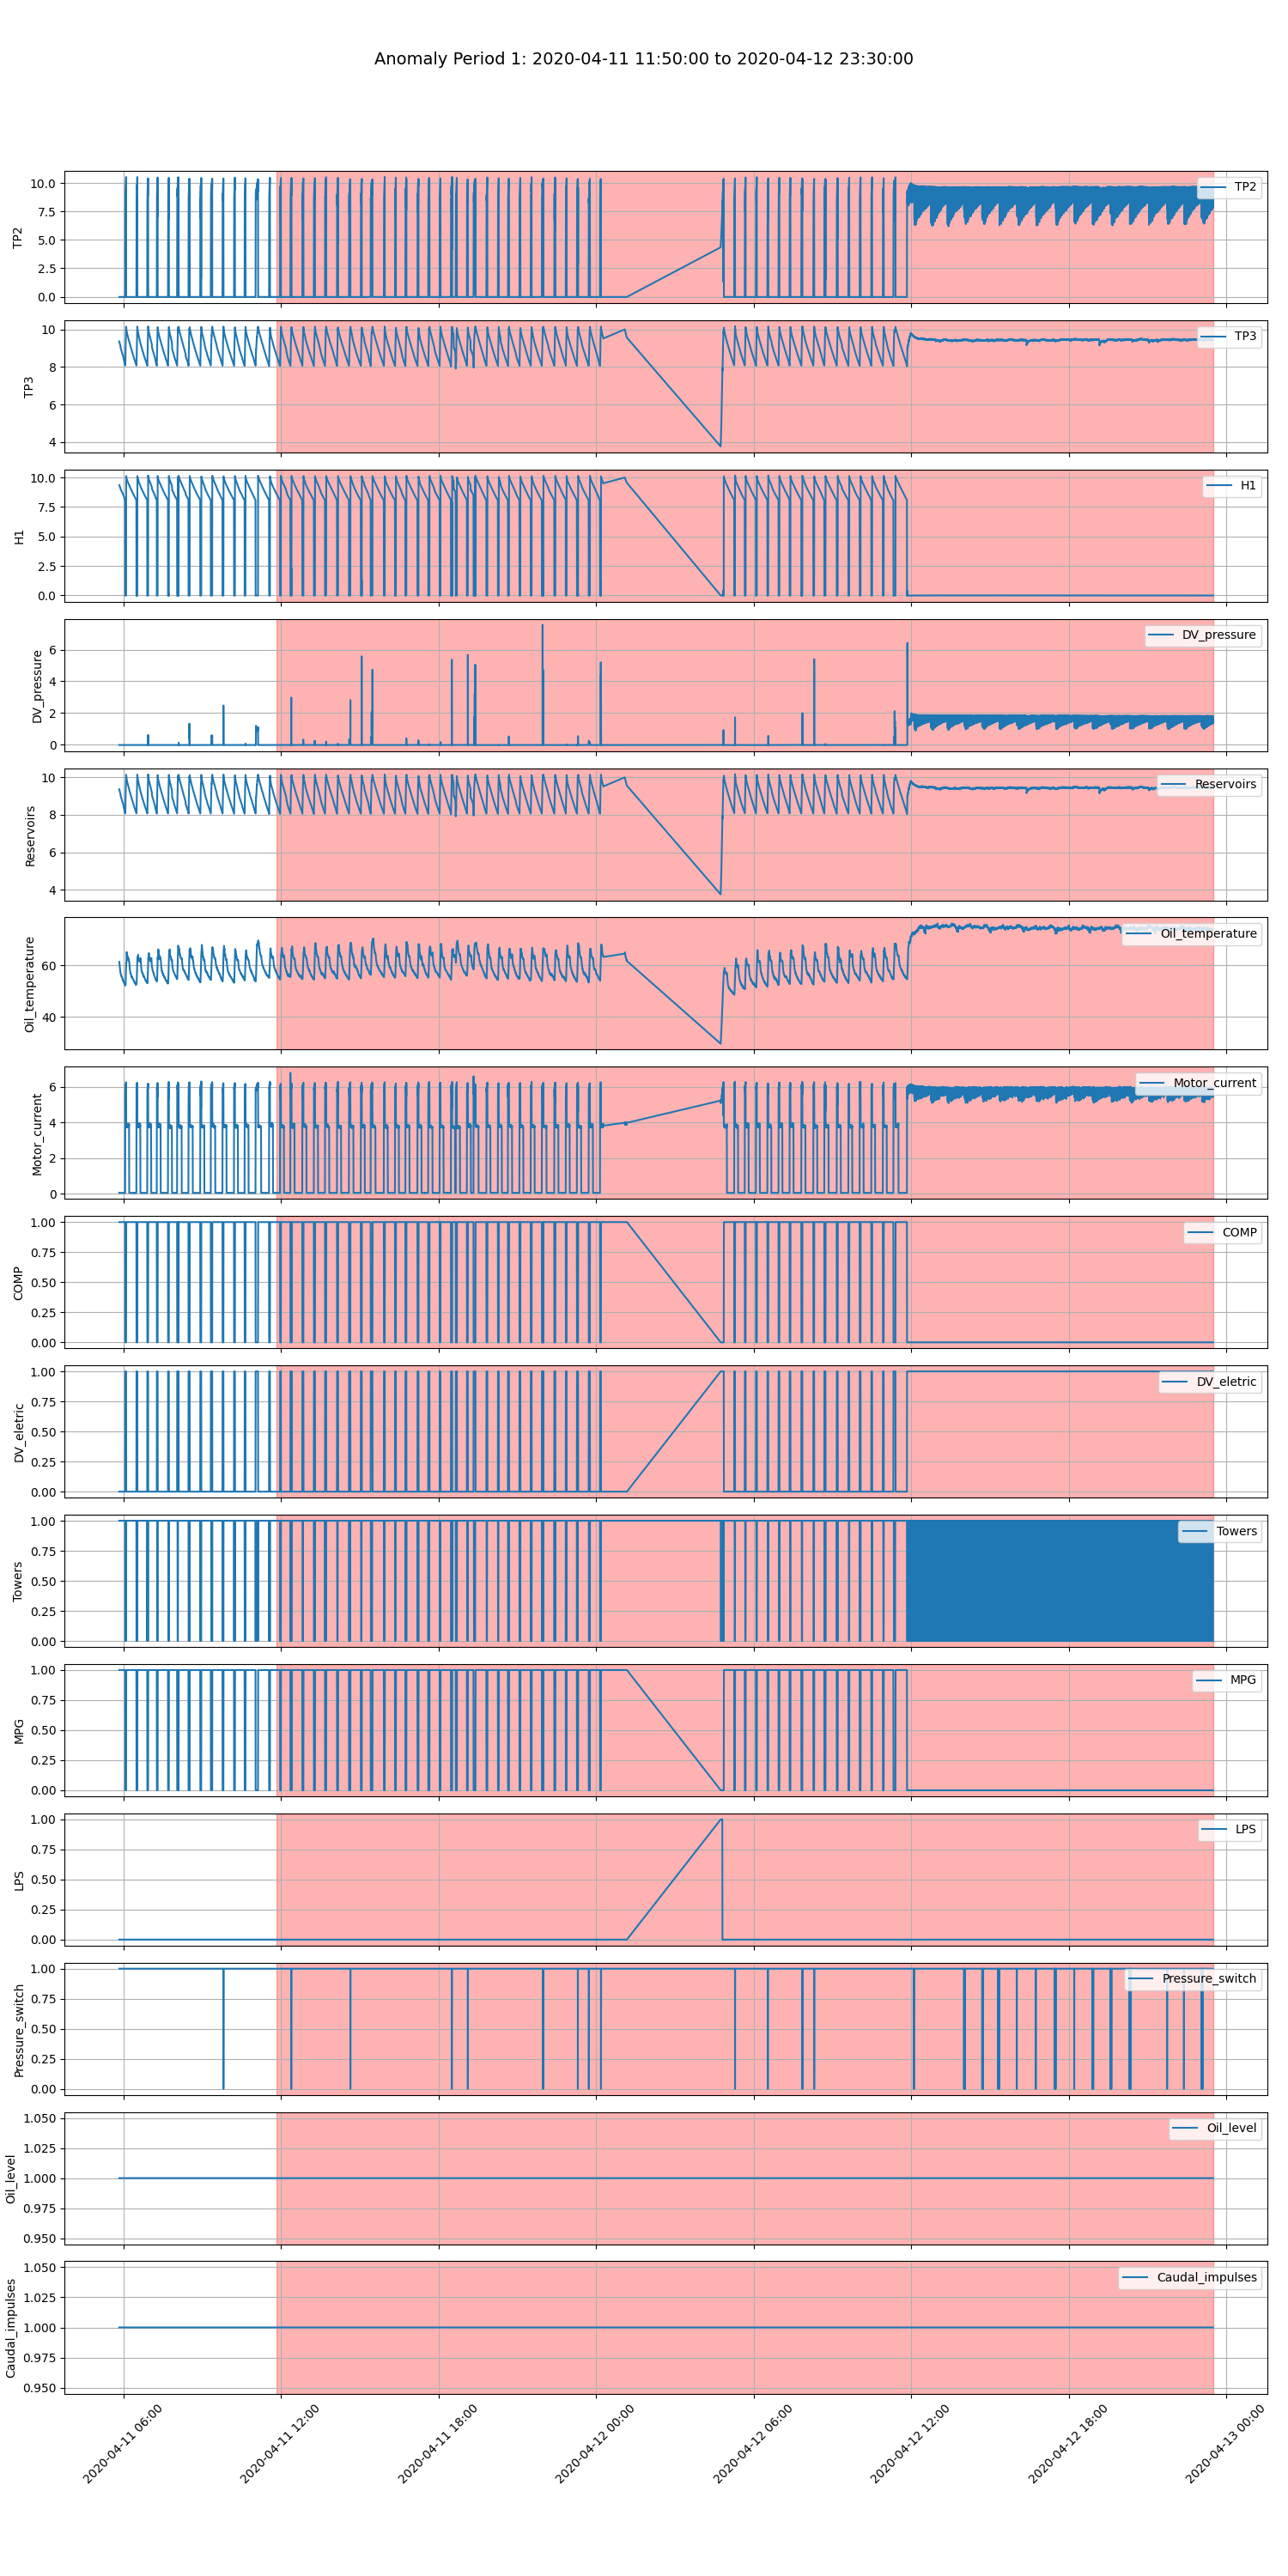 Anomaly Period 1: 2020-04-11 11:50:00 to 2020-04-12 23:30:00
TP2
10.0
7.5
5.0
2.5
0.0
TP2
TP3
10
8
6
4
TP3
H1
10.0
7.5
5.0
2.5
0.0
H1
DV_pressure
6
4
2
0
DV_pressure
Reservoirs
10
8
6
4
Reservoirs
Oil_temperature
60
40
Oil_temperature
Motor_current
6
4
2
0
Motor_current
COMP
1.00
0.75
0.50
0.25
0.00
COMP
DV_eletric
1.00
0.75
0.50
0.25
0.00
DV_eletric
Towers
1.00
0.75
0.50
0.25
0.00
Towers
MPG
1.00
0.75
0.50
0.25
0.00
MPG
LPS
1.00
0.75
0.50
0.25
0.00
LPS
Pressure_switch
1.00
0.75
0.50
0.25
0.00
Pressure_switch
Oil_level
1.050
1.025
1.000
0.975
0.950
Oil_level
Caudal_impulses
1.050
1.025
1.000
0.975
0.950
Caudal_impulses
2020-04-11 06:00
2020-04-11 12:00
2020-04-11 18:00
2020-04-12 00:00
2020-04-12 06:00
2020-04-12 12:00
2020-04-12 18:00
2020-04-13 00:00